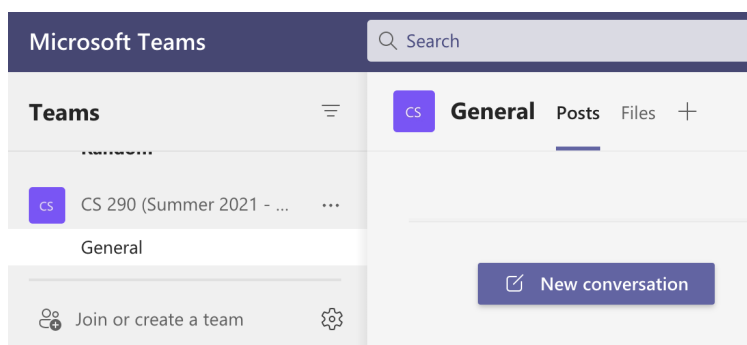 Microsoft Teams
Search
Teams
CS General Posts Files
Random
CS CS 290 (Summer 2021 - ...
General
New conversation
Join or create a team